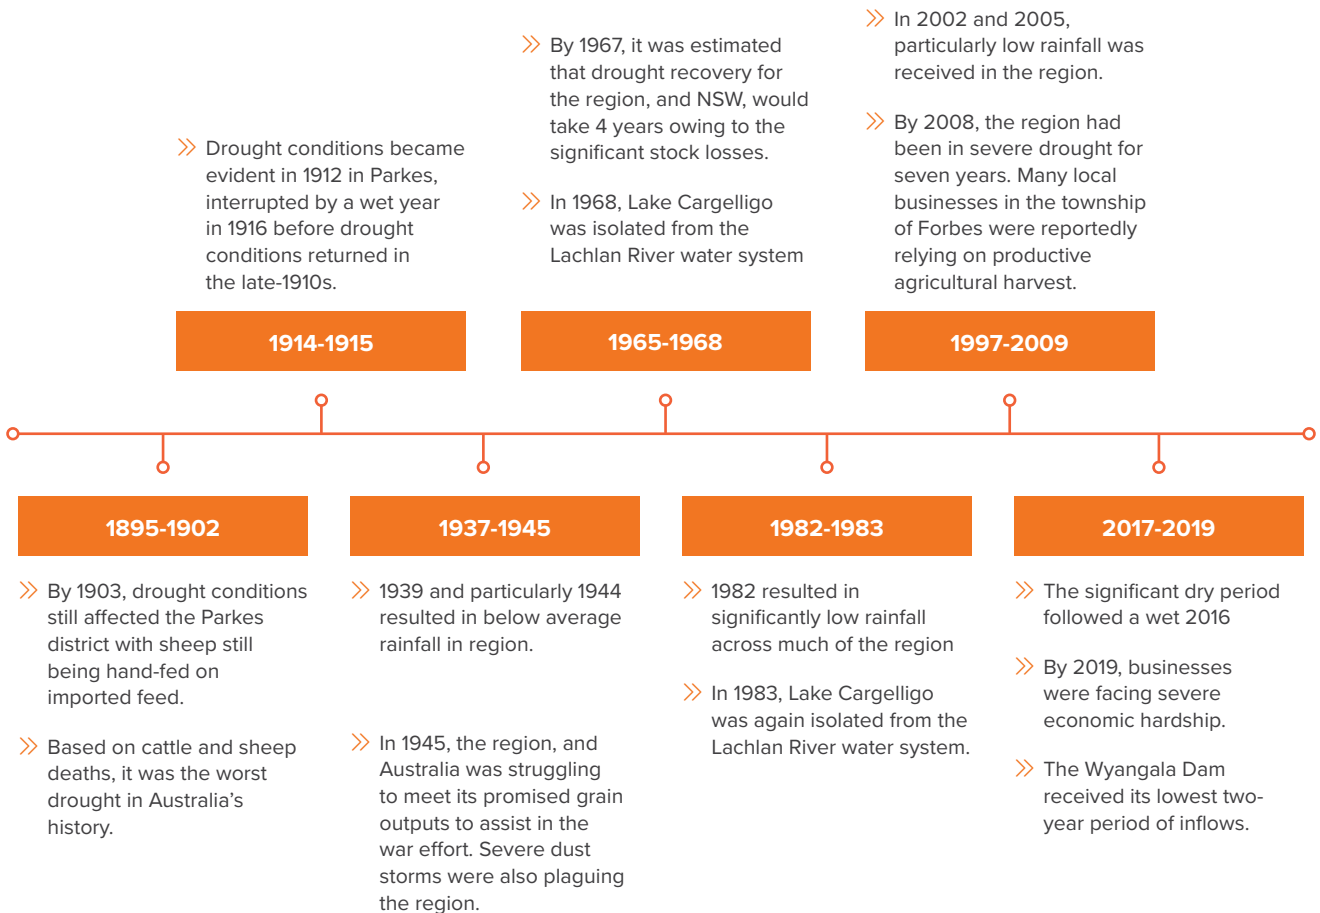 Drought conditions became
evident in 1912 in Parkes,
interrupted by a wet year
in 1916 before drought
conditions returned in
the late-1910s.
1914-1915
By 1967, it was estimated
that drought recovery for
the region, and NSW, would
take 4 years owing to the
significant stock losses.
In 1968, Lake Cargelligo
was isolated from the
Lachlan River water system
1965-1968
In 2002 and 2005,
particularly low rainfall was
received in the region.
By 2008, the region had
been in severe drought for
seven years. Many local
businesses in the township
of Forbes were reportedly
relying on productive
agricultural harvest.
1997-2009
1895-1902
By 1903, drought conditions
still affected the Parkes
district with sheep still
being hand-fed on
imported feed.
Based on cattle and sheep
deaths, it was the worst
drought in Australia's
history.
1937-1945
1939 and particularly 1944
resulted in below average
rainfall in region.
In 1945, the region, and
Australia was struggling
to meet its promised grain
outputs to assist in the
war effort. Severe dust
storms were also plaguing
the region.
1982-1983
1982 resulted in
significantly low rainfall
across much of the region
In 1983, Lake Cargelligo
was again isolated from the
Lachlan River water system.
2017-2019
The significant dry period
followed a wet 2016
By 2019, businesses
were facing severe
economic hardship.
The Wyangala Dam
received its lowest two-
year period of inflows.